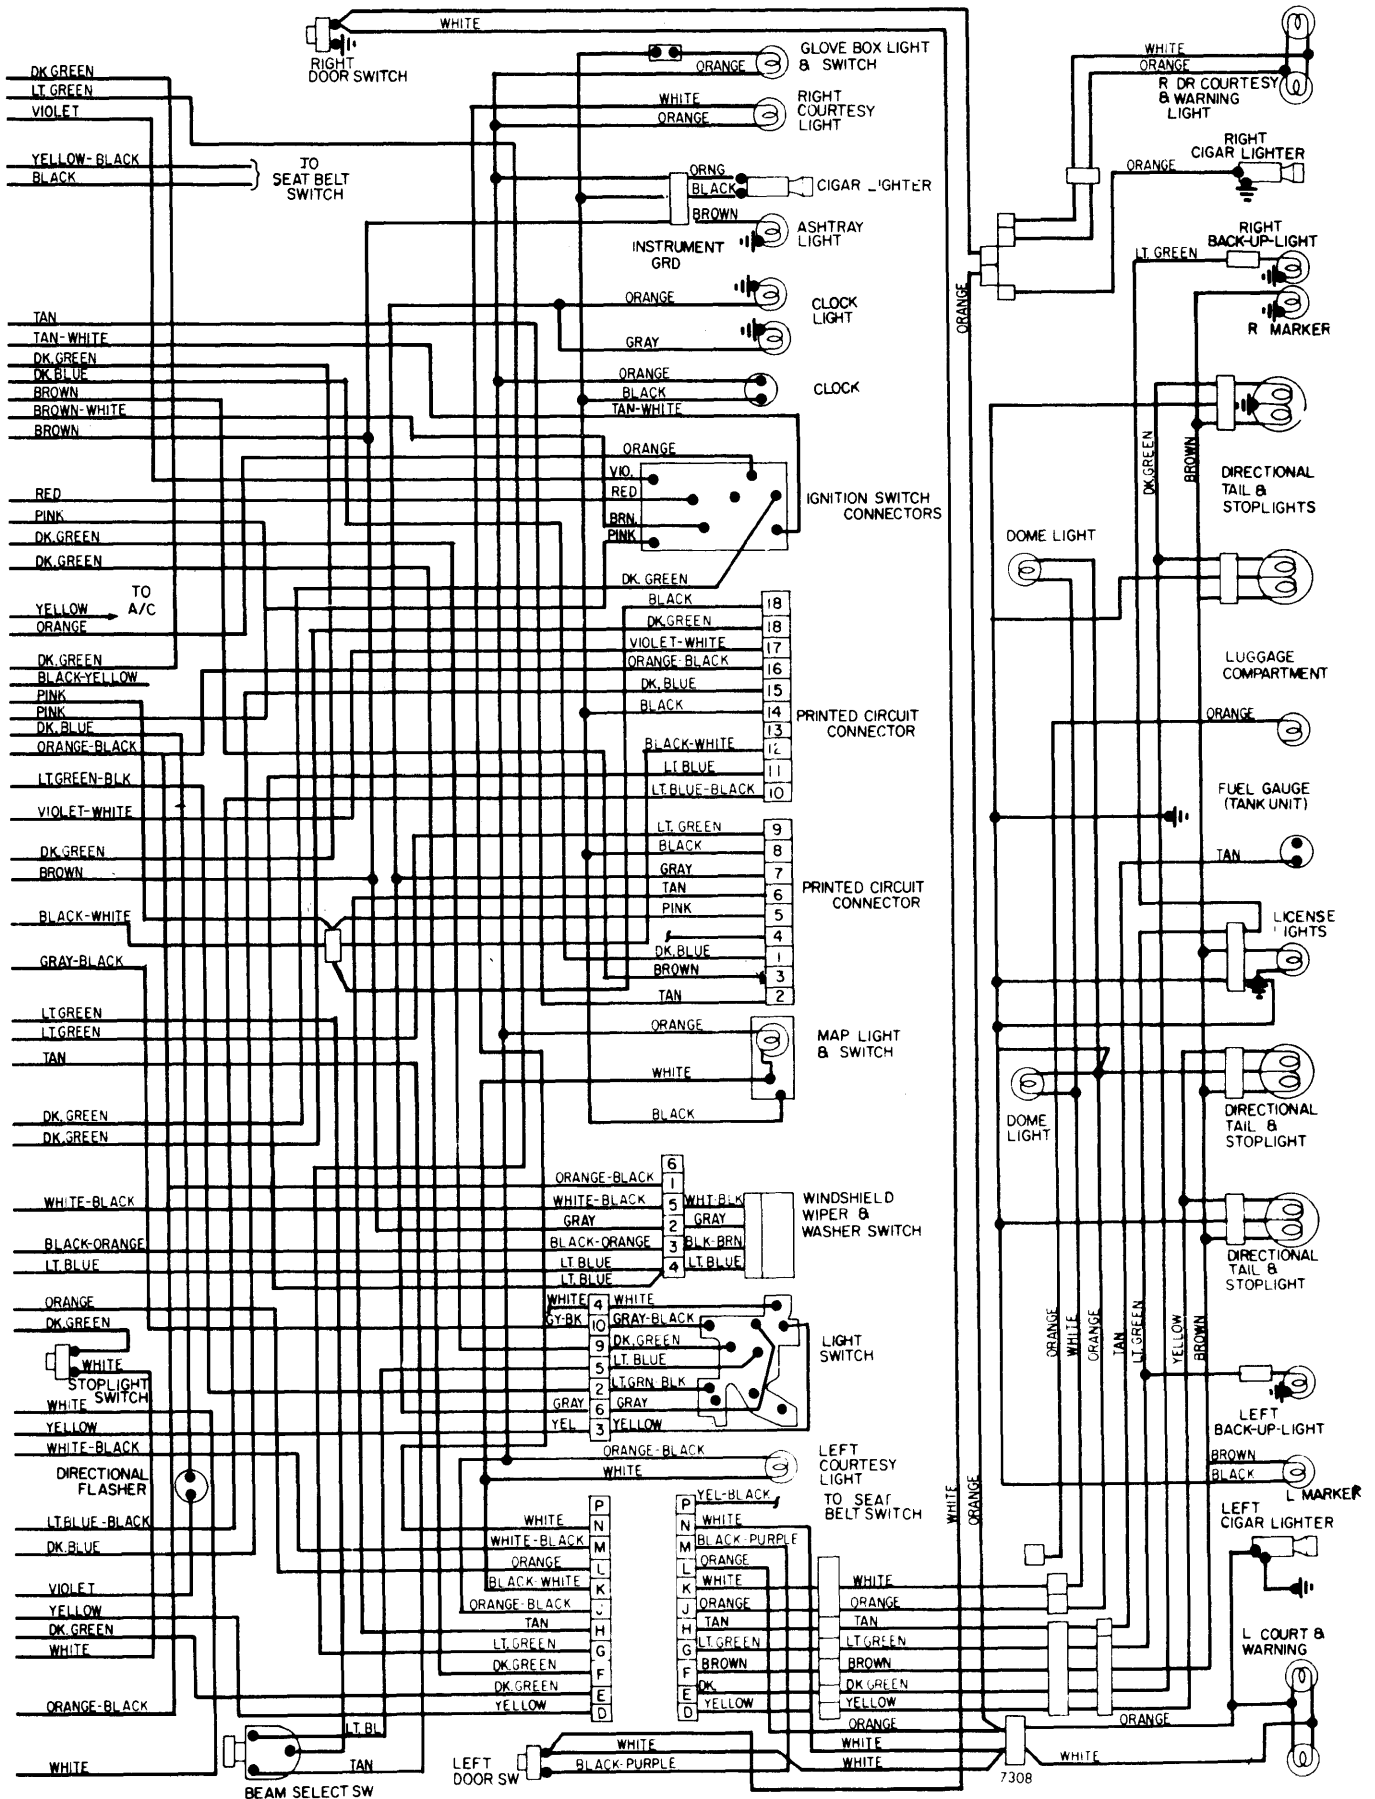 WHITE
RIGHT
DOOR SWITCH
GLOVE BOX LIGHT
& SWITCH
ORANGE
WHITE
ORANGE
RIGHT
COURTESY
LIGHT
WHITE
ORANGE
R DR COURTESY
& WARNING
LIGHT
DK.GREEN
LT. GREEN
VIOLET
YELLOW-BLACK
BLACK
TO
SEAT BELT
SWITCH
ORNG
BLACK
CIGAR LIGHTER
BROWN
ASHTRAY
LIGHT
INSTRUMENT
GRD
RIGHT
CIGAR LIGHTER
ORANGE
RIGHT
BACK-UP-LIGHT
LT. GREEN
R MARKER
ORANGE
ORANGE
CLOCK
LIGHT
GRAY
ORANGE
BLACK
CLOCK
TAN-WHITE
TAN
TAN-WHITE
DK.GREEN
DK.BLUE
BROWN
BROWN-WHITE
BROWN
ORANGE
VIO.
RED
BRN.
PINK
IGNITION SWITCH
CONNECTORS
DK. GREEN
RED
PINK
DK.GREEN
DK.GREEN
TO
A/C
YELLOW
ORANGE
DK.GREEN
BLACK-YELLOW
PINK
PINK
DK.BLUE
ORANGE-BLACK
LT.GREEN-BLK
VIOLET-WHITE
DK.GREEN
BROWN
BLACK-WHITE
GRAY-BLACK
LT.GREEN
LT.GREEN
TAN
DK.GREEN
DK.GREEN
WHITE-BLACK
BLACK-ORANGE
LT.BLUE
ORANGE
DK.GREEN
WHITE
STOPLIGHT
SWITCH
WHITE
YELLOW
WHITE-BLACK
DIRECTIONAL
FLASHER
LT.BLUE-BLACK
DK.BLUE
VIOLET
YELLOW
DK.GREEN
WHITE
ORANGE-BLACK
WHITE
LT.BL
TAN
BEAM SELECT SW
BLACK 18
DK.GREEN 18
VIOLET-WHITE 17
ORANGE-BLACK 16
DK.BLUE 15
BLACK 14
13
BLACK-WHITE 12
LT.BLUE 11
LT.BLUE-BLACK 10
PRINTED CIRCUIT
CONNECTOR
LT. GREEN 9
BLACK 8
GRAY 7
TAN 6
PINK 5
4
DK.BLUE 1
BROWN 3
TAN 2
PRINTED CIRCUIT
CONNECTOR
ORANGE
WHITE
BLACK
MAP LIGHT
& SWITCH
6
ORANGE-BLACK 1
WHITE-BLACK 5 WHT-BLK
GRAY 2 GRAY
BLACK-ORANGE 3 BLK-BRN
LT.BLUE 4 LT.BLUE
LT.BLUE
WINDSHIELD
WIPER &
WASHER SWITCH
WHITE 4 WHITE
GY-BK 10 GRAY-BLACK
9 DK.GREEN
5 LT. BLUE
2 LT.GRN-BLK
GRAY 6 GRAY
YEL 3 YELLOW
LIGHT
SWITCH
ORANGE-BLACK
WHITE
LEFT
COURTESY
LIGHT
TO SEAT
BELT SWITCH
P
WHITE N
WHITE-BLACK M
ORANGE L
BLACK-WHITE K
ORANGE-BLACK J
TAN H
LT.GREEN G
DK.GREEN F
DK.GREEN E
YELLOW D
P YEL-BLACK
N WHITE
M BLACK-PURPLE
L ORANGE
K WHITE
J ORANGE
H TAN
G LT.GREEN
F BROWN
E DK.
D YELLOW
WHITE
ORANGE
TAN
LT.GREEN
BROWN
DK GREEN
YELLOW
ORANGE
WHITE
WHITE
LEFT
DOOR SW
WHITE
BLACK-PURPLE
7308
WHITE
ORANGE
DK.GREEN
BROWN
DIRECTIONAL
TAIL &
STOPLIGHTS
DOME LIGHT
LUGGAGE
COMPARTMENT
ORANGE
FUEL GAUGE
(TANK UNIT)
TAN
LICENSE
LIGHTS
DOME
LIGHT
DIRECTIONAL
TAIL &
STOPLIGHT
DIRECTIONAL
TAIL &
STOPLIGHT
ORANGE
WHITE
ORANGE
TAN
LT.GREEN
YELLOW
BROWN
LEFT
BACK-UP-LIGHT
BROWN
BLACK
L MARKER
LEFT
CIGAR LIGHTER
L COURT &
WARNING
ORANGE
WHITE